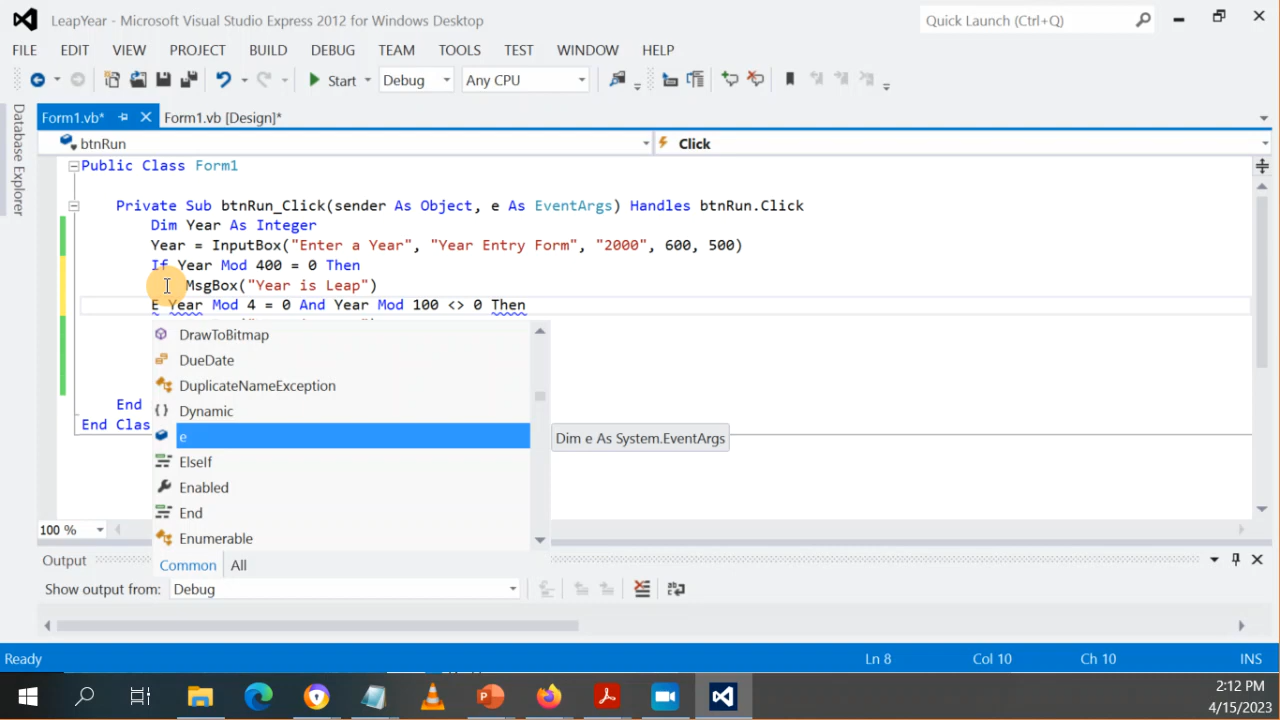 LeapYear - Microsoft Visual Studio Express 2012 for Windows Desktop
Quick Launch (Ctrl+Q)
FILE EDIT VIEW PROJECT BUILD DEBUG TEAM TOOLS TEST WINDOW HELP
Start Debug Any CPU
Database Explorer
Form1.vb* Form1.vb [Design]*
btnRun Click
Public Class Form1
Private Sub btnRun_Click(sender As Object, e As EventArgs) Handles btnRun.Click
Dim Year As Integer
Year = InputBox("Enter a Year", "Year Entry Form", "2000", 600, 500)
If Year Mod 400 = 0 Then
MsgBox("Year is Leap")
E Year Mod 4 = 0 And Year Mod 100 <> 0 Then
DrawToBitmap
DueDate
DuplicateNameException
End
Dynamic
End Clas
e
Dim e As System.EventArgs
ElseIf
Enabled
End
Enumerable
100 %
Common All
Output
Show output from: Debug
Ready Ln 8 Col 10 Ch 10 INS
2:12 PM
4/15/2023